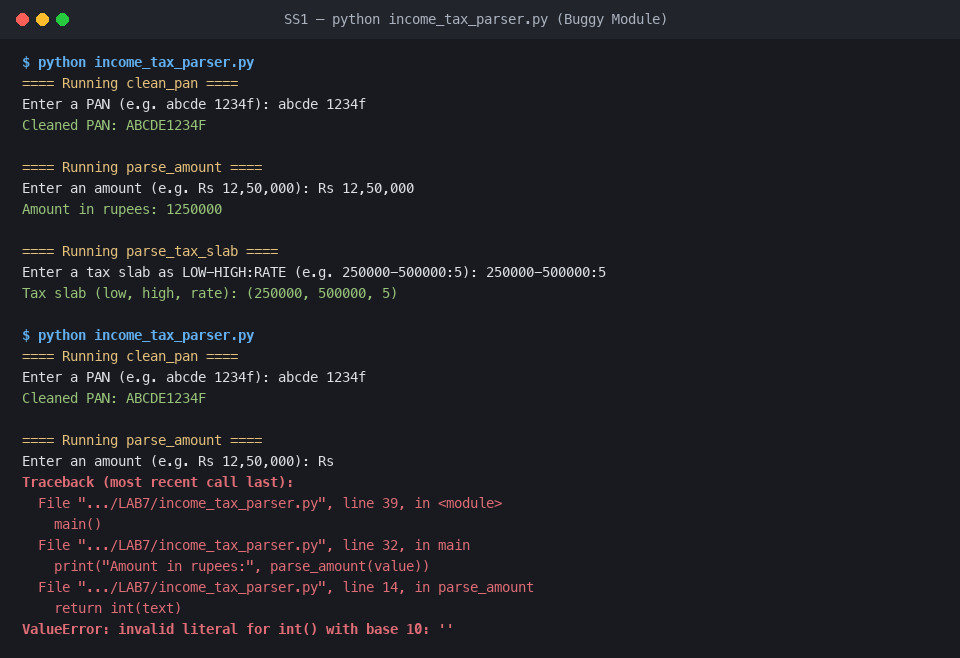 SS1 — python income_tax_parser.py (Buggy Module)
$ python income_tax_parser.py
==== Running clean_pan ====
Enter a PAN (e.g. abcde 1234f): abcde 1234f
Cleaned PAN: ABCDE1234F
==== Running parse_amount ====
Enter an amount (e.g. Rs 12,50,000): Rs 12,50,000
Amount in rupees: 1250000
==== Running parse_tax_slab ====
Enter a tax slab as LOW-HIGH:RATE (e.g. 250000-500000:5): 250000-500000:5
Tax slab (low, high, rate): (250000, 500000, 5)
$ python income_tax_parser.py
==== Running clean_pan ====
Enter a PAN (e.g. abcde 1234f): abcde 1234f
Cleaned PAN: ABCDE1234F
==== Running parse_amount ====
Enter an amount (e.g. Rs 12,50,000): Rs
Traceback (most recent call last):
  File ".../LAB7/income_tax_parser.py", line 39, in <module>
    main()
  File ".../LAB7/income_tax_parser.py", line 32, in main
    print("Amount in rupees:", parse_amount(value))
  File ".../LAB7/income_tax_parser.py", line 14, in parse_amount
    return int(text)
ValueError: invalid literal for int() with base 10: ''